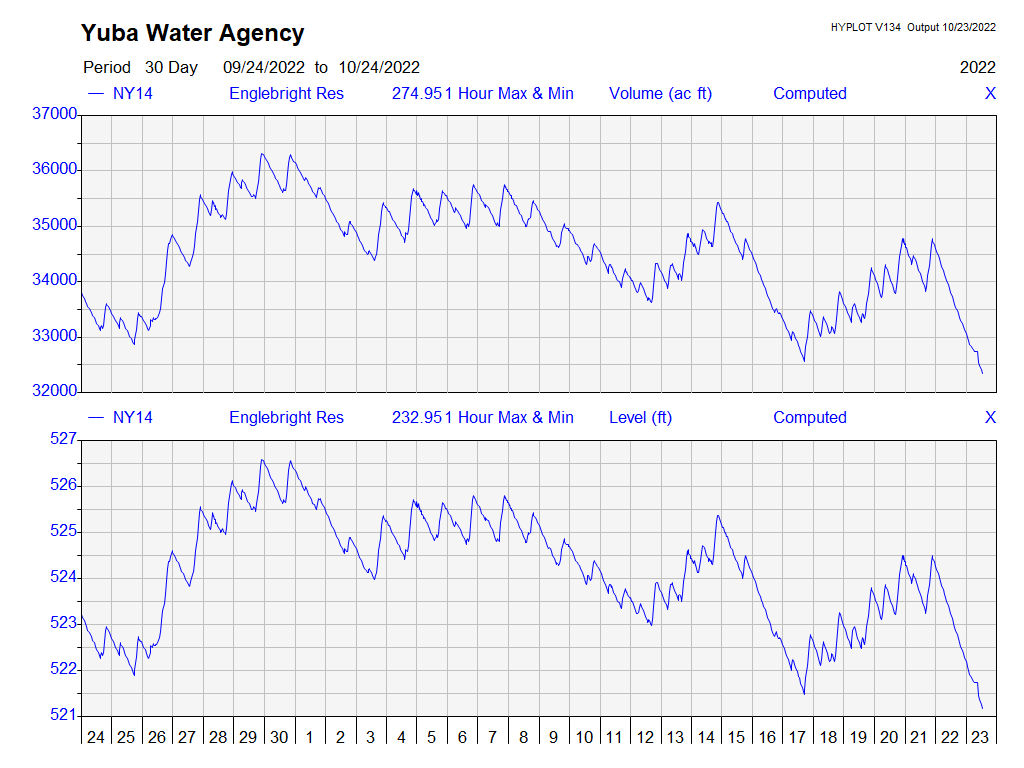 Yuba Water Agency
HYPLOT V134 Output 10/23/2022
Period 30 Day 09/24/2022 to 10/24/2022 2022
NY14 Englebright Res 274.951 Hour Max & Min Volume (ac ft) Computed X
37000
36000
35000
34000
33000
32000
NY14 Englebright Res 232.951 Hour Max & Min Level (ft) Computed X
527
526
525
524
523
522
521
24 25 26 27 28 29 30 1 2 3 4 5 6 7 8 9 10 11 12 13 14 15 16 17 18 19 20 21 22 23